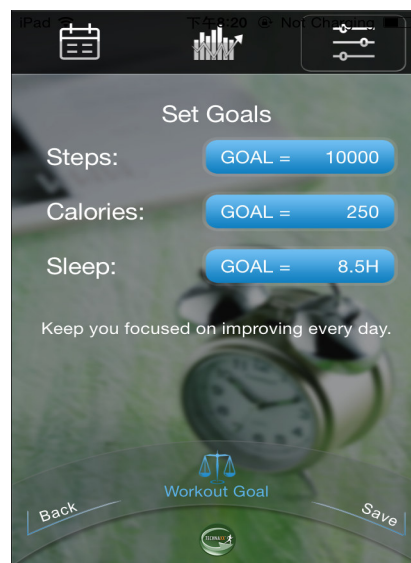 iPad 下午8:20 Not Charging
Set Goals
Steps: GOAL = 10000
Calories: GOAL = 250
Sleep: GOAL = 8.5H
Keep you focused on improving every day.
Workout Goal
Back Save